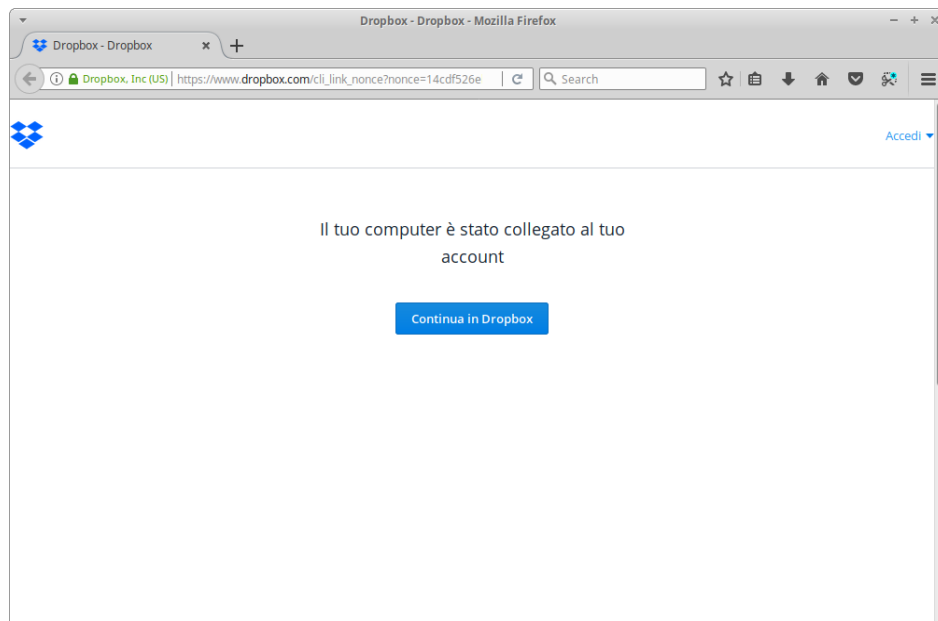 Dropbox - Dropbox - Mozilla Firefox
Dropbox - Dropbox
Dropbox, Inc (US) https://www.dropbox.com/cli_link_nonce?nonce=14cdf526e Search
Accedi
Il tuo computer è stato collegato al tuo
account
Continua in Dropbox